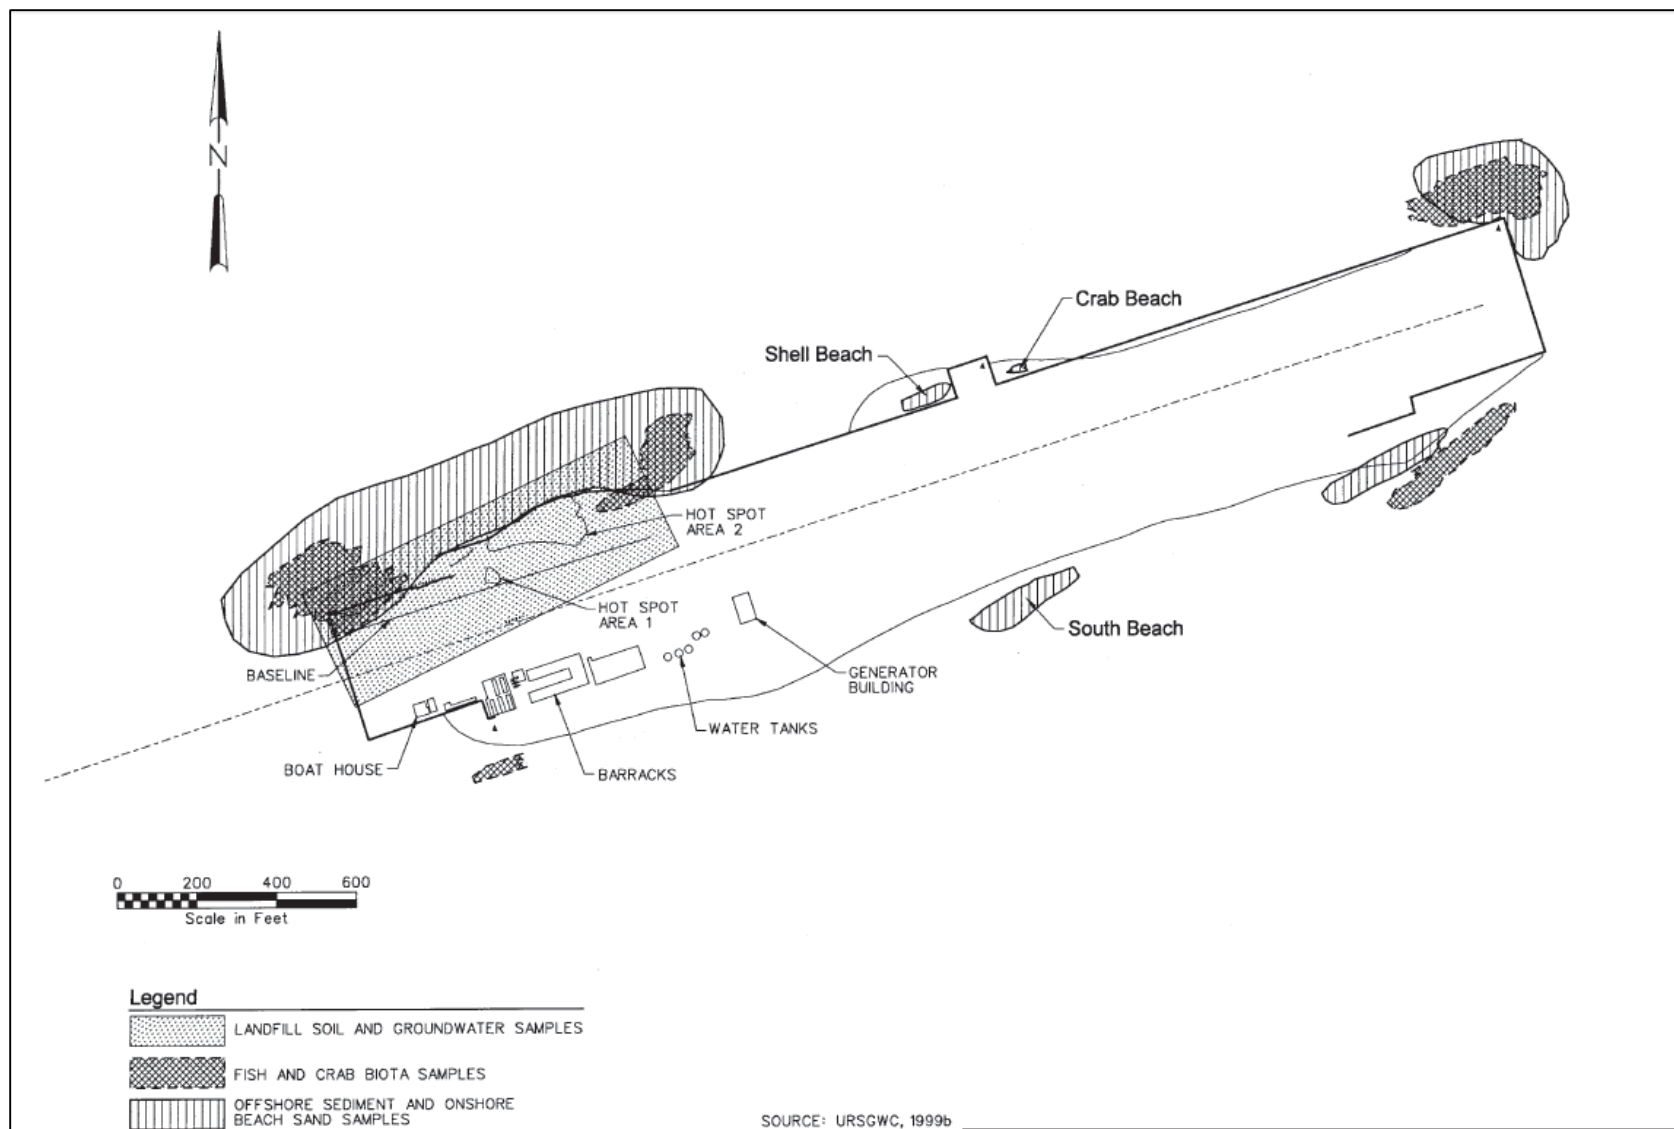 N
Crab Beach
Shell Beach
HOT SPOT
AREA 2
HOT SPOT
AREA 1
South Beach
BASELINE
GENERATOR
BUILDING
WATER TANKS
BOAT HOUSE
BARRACKS
0 200 400 600
Scale in Feet
Legend
LANDFILL SOIL AND GROUNDWATER SAMPLES
FISH AND CRAB BIOTA SAMPLES
OFFSHORE SEDIMENT AND ONSHORE
BEACH SAND SAMPLES
SOURCE: URSGWC, 1999b